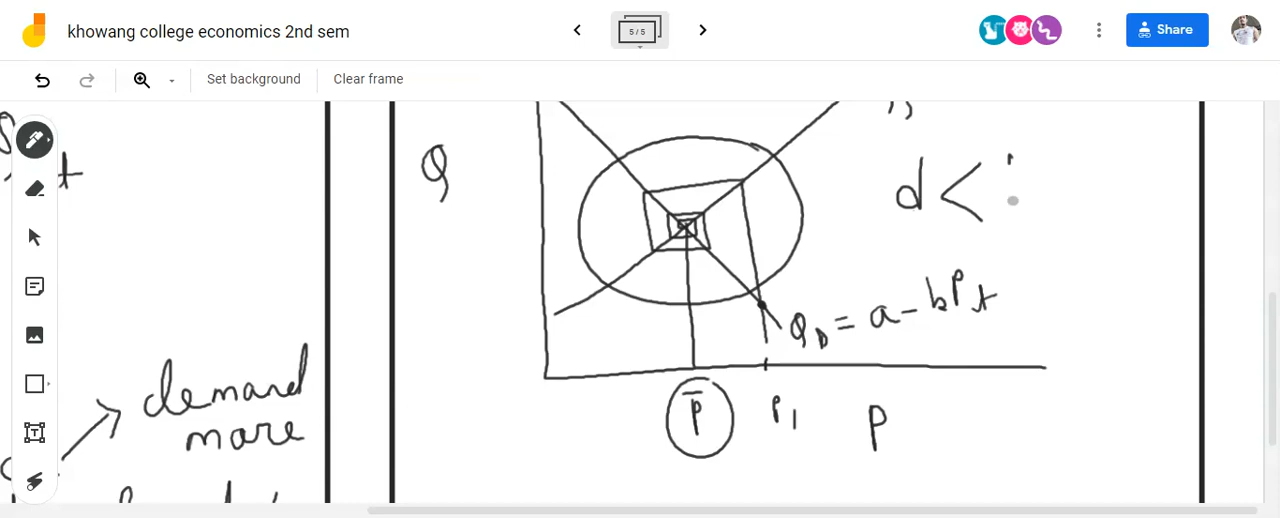 khowang college economics 2nd sem
5 / 5
Share
Set background
Clear frame
Q
t
d <
Q_D = a - bP_t
demand
more
P̄
P_1
P